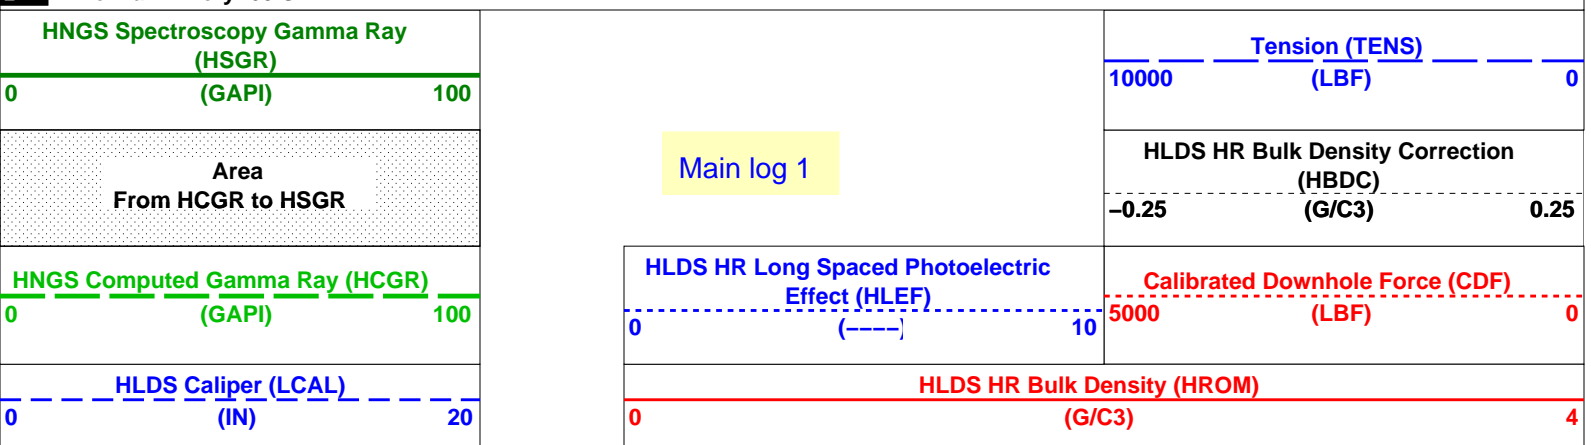 HNGS Spectroscopy Gamma Ray
(HSGR)
0 (GAPI) 100
Tension (TENS)
10000 (LBF) 0
Area
From HCGR to HSGR
Main log 1
HLDS HR Bulk Density Correction
(HBDC)
−0.25 (G/C3) 0.25
HNGS Computed Gamma Ray (HCGR)
0 (GAPI) 100
HLDS HR Long Spaced Photoelectric
Effect (HLEF)
0 (−−−−) 10
Calibrated Downhole Force (CDF)
5000 (LBF) 0
HLDS Caliper (LCAL)
0 (IN) 20
HLDS HR Bulk Density (HROM)
0 (G/C3) 4